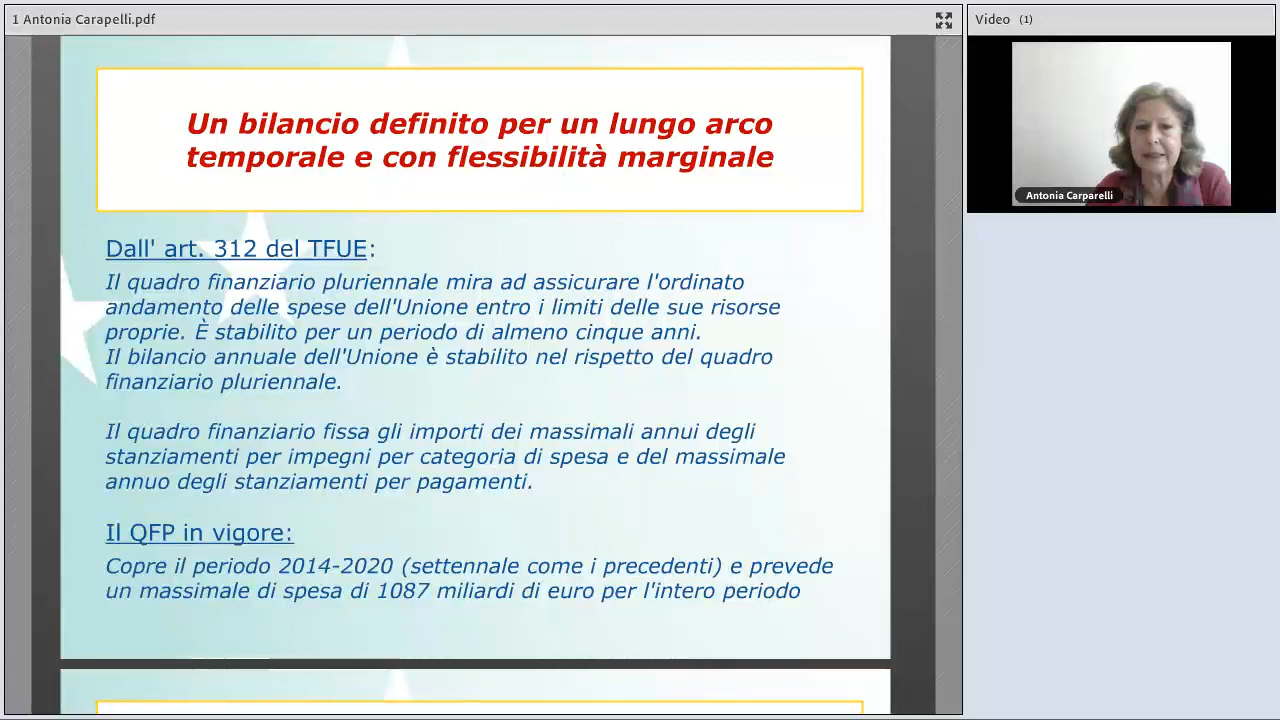 1 Antonia Carapelli.pdf
Video (1)
Antonia Carparelli
Un bilancio definito per un lungo arco
temporale e con flessibilità marginale
Dall' art. 312 del TFUE:
Il quadro finanziario pluriennale mira ad assicurare l'ordinato
andamento delle spese dell'Unione entro i limiti delle sue risorse
proprie. È stabilito per un periodo di almeno cinque anni.
Il bilancio annuale dell'Unione è stabilito nel rispetto del quadro
finanziario pluriennale.
Il quadro finanziario fissa gli importi dei massimali annui degli
stanziamenti per impegni per categoria di spesa e del massimale
annuo degli stanziamenti per pagamenti.
Il QFP in vigore:
Copre il periodo 2014-2020 (settennale come i precedenti) e prevede
un massimale di spesa di 1087 miliardi di euro per l'intero periodo